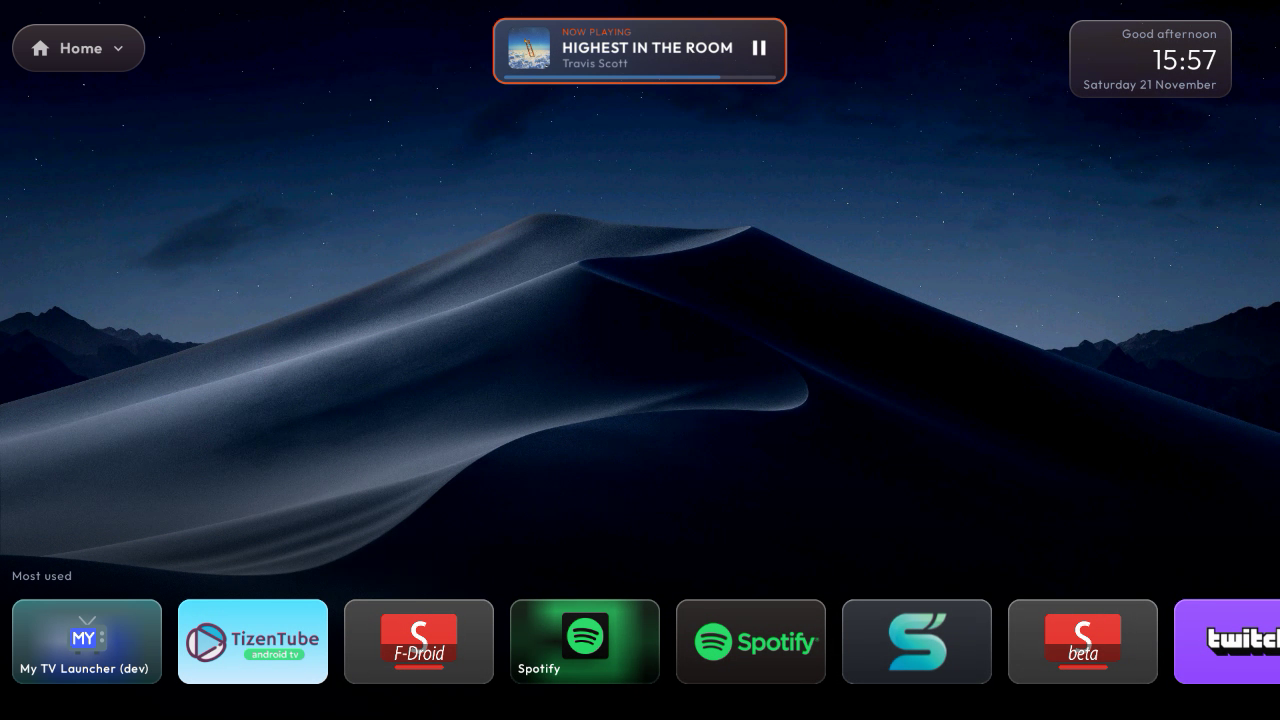 Home
NOW PLAYING
HIGHEST IN THE ROOM
Travis Scott
Good afternoon
15:57
Saturday 21 November
Most used
MY
My TV Launcher (dev)
TizenTube
android tv
F-Droid
Spotify
Spotify
beta